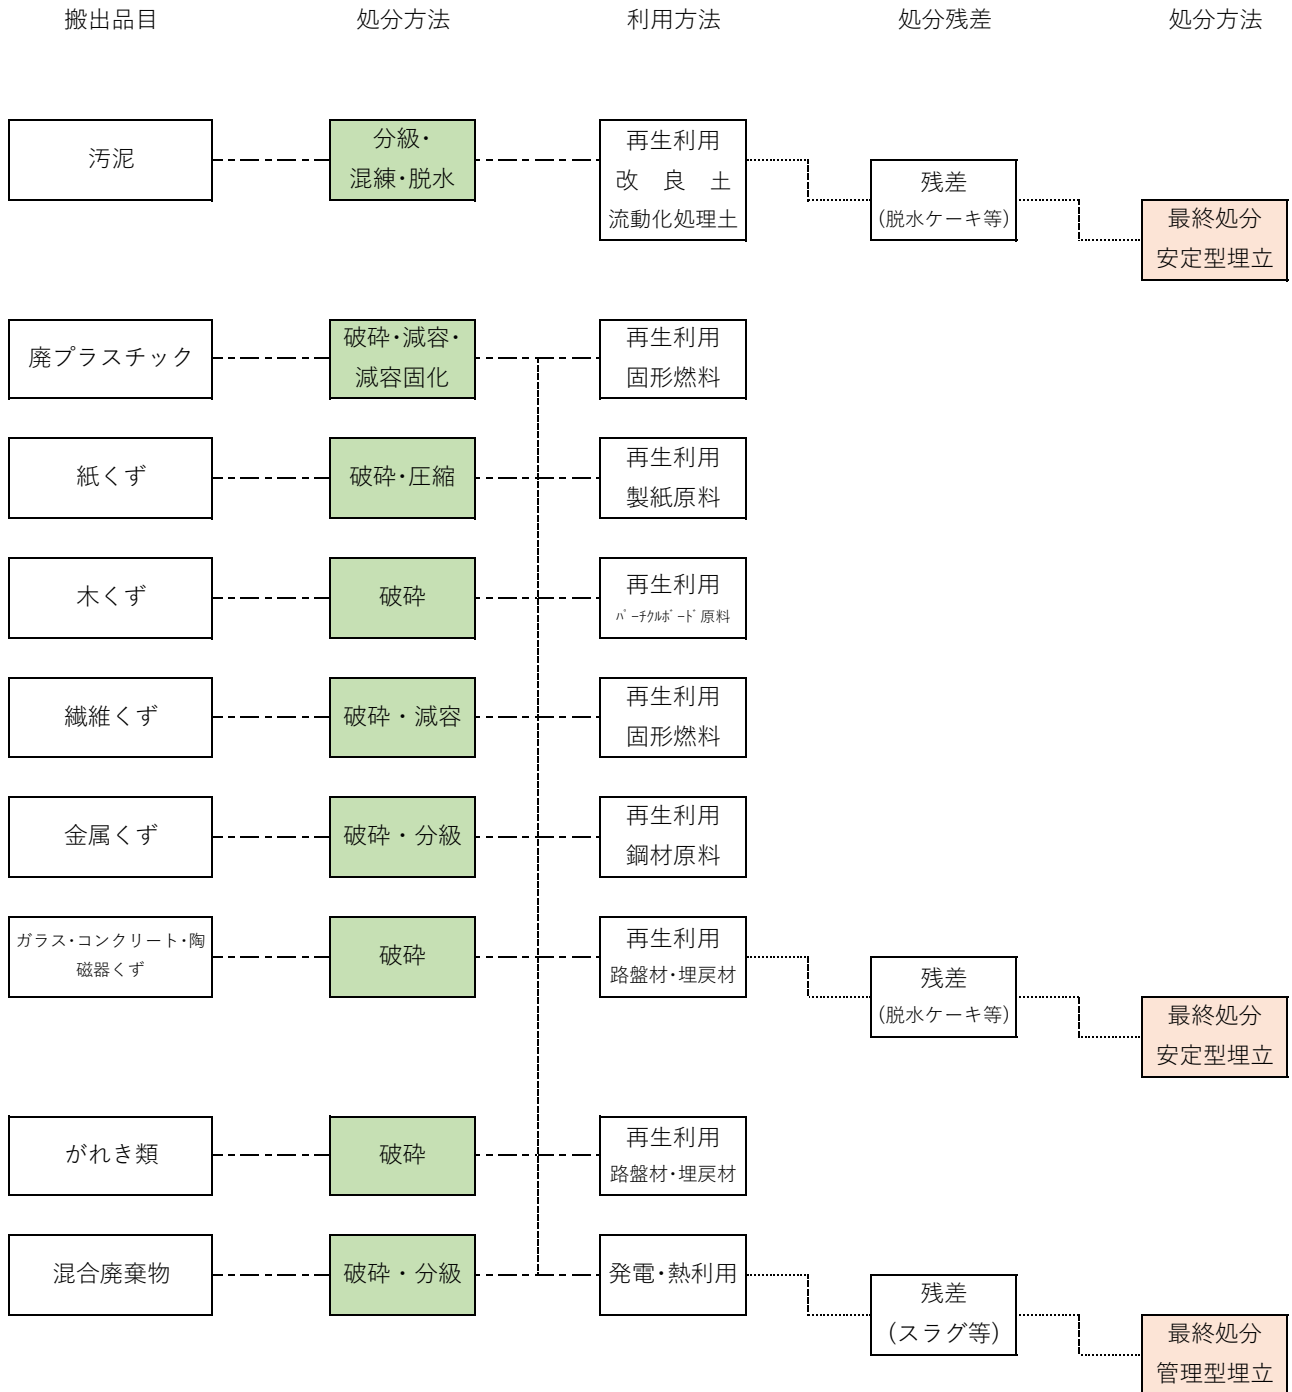 搬出品目 処分方法 利用方法 処分残差 処分方法
汚泥
分級・
混練・脱水
再生利用
改 良 土
流動化処理土
残差
(脱水ケーキ等)
最終処分
安定型埋立
廃プラスチック
破砕・減容・
減容固化
再生利用
固形燃料
紙くず
破砕・圧縮
再生利用
製紙原料
木くず
破砕
再生利用
ﾊﾟｰﾁｸﾙﾎﾞｰﾄﾞ原料
繊維くず
破砕・減容
再生利用
固形燃料
金属くず
破砕・分級
再生利用
鋼材原料
ガラス・コンクリート・陶
磁器くず
破砕
再生利用
路盤材・埋戻材
残差
(脱水ケーキ等)
最終処分
安定型埋立
がれき類
破砕
再生利用
路盤材・埋戻材
混合廃棄物
破砕・分級
発電・熱利用
残差
(スラグ等)
最終処分
管理型埋立